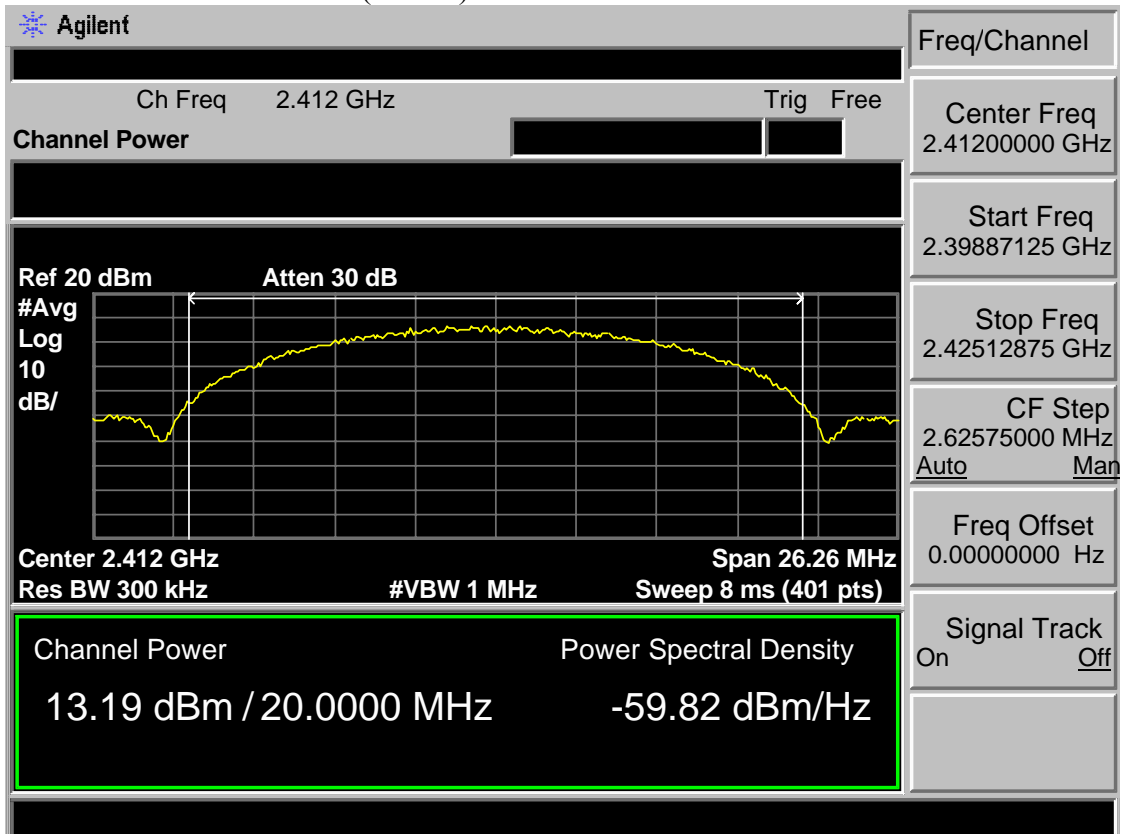 Agilent
Freq/Channel
Ch Freq 2.412 GHz Trig Free
Channel Power
Center Freq
2.41200000 GHz
Start Freq
2.39887125 GHz
Stop Freq
2.42512875 GHz
CF Step
2.62575000 MHz
Auto Man
Freq Offset
0.00000000 Hz
Signal Track
On Off
Ref 20 dBm Atten 30 dB
#Avg
Log
10
dB/
Center 2.412 GHz Span 26.26 MHz
Res BW 300 kHz #VBW 1 MHz Sweep 8 ms (401 pts)
Channel Power Power Spectral Density
13.19 dBm / 20.0000 MHz -59.82 dBm/Hz